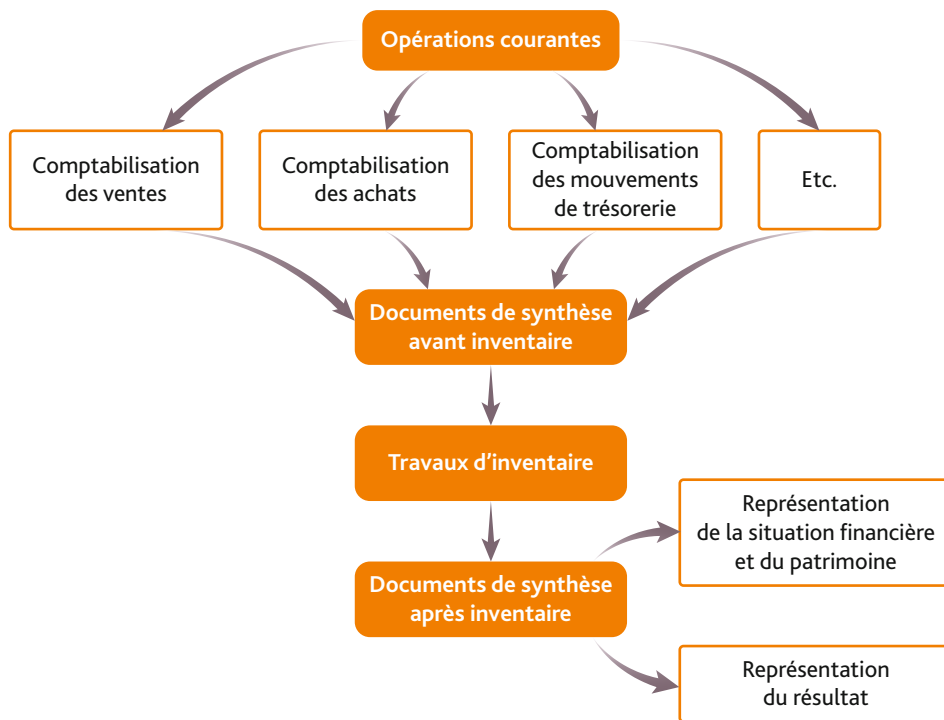 Opérations courantes
Comptabilisation
des ventes
Comptabilisation
des achats
Comptabilisation
des mouvements
de trésorerie
Etc.
Documents de synthèse
avant inventaire
Travaux d’inventaire
Documents de synthèse
après inventaire
Représentation
de la situation financière
et du patrimoine
Représentation
du résultat